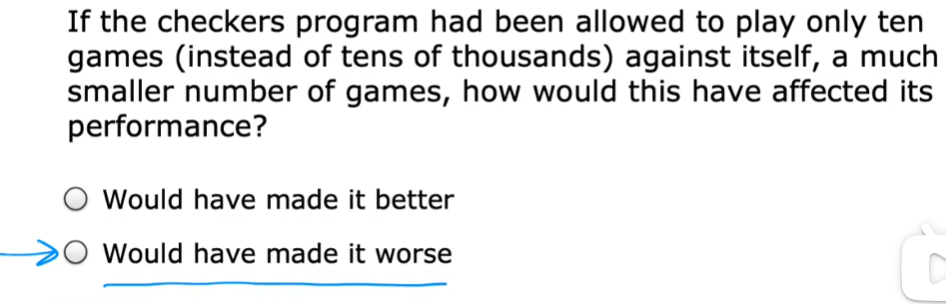 If the checkers program had been allowed to play only ten
games (instead of tens of thousands) against itself, a much
smaller number of games, how would this have affected its
performance?
Would have made it better
Would have made it worse